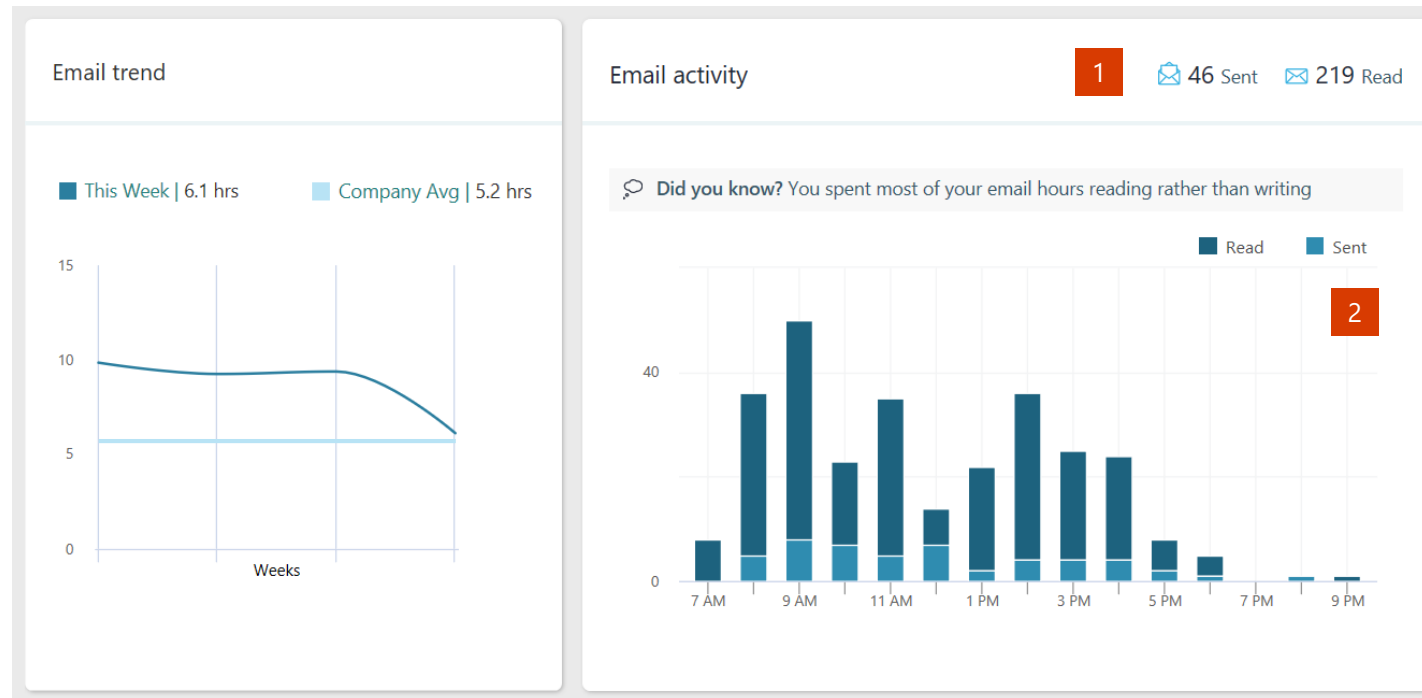 Email trend
This Week | 6.1 hrs
Company Avg | 5.2 hrs
15
10
5
0
Weeks
Email activity
1
46 Sent
219 Read
Did you know? You spent most of your email hours reading rather than writing
Read
Sent
2
40
0
7 AM
9 AM
11 AM
1 PM
3 PM
5 PM
7 PM
9 PM